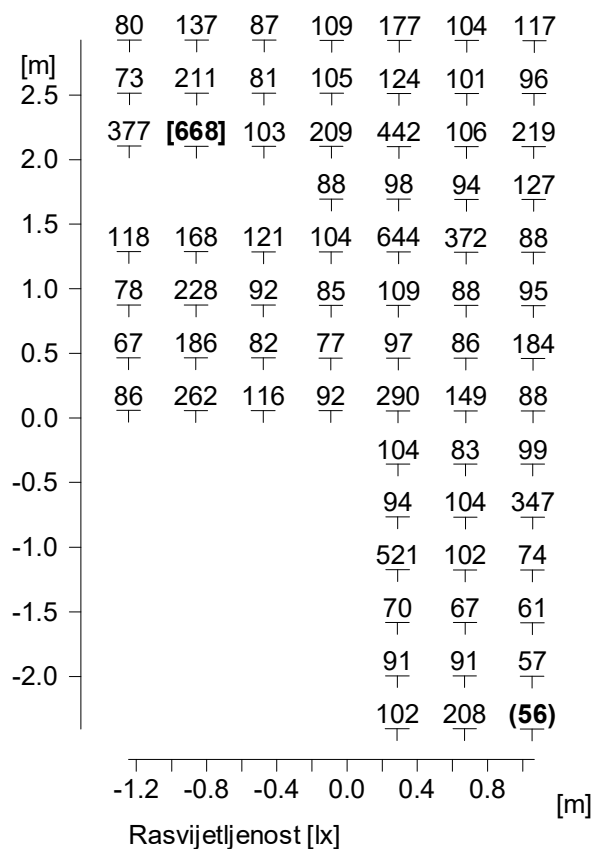 80 137 87 109 177 104 117
[m]
73 211 81 105 124 101 96
2.5
377 [668] 103 209 442 106 219
2.0
88 98 94 127
1.5
118 168 121 104 644 372 88
1.0
78 228 92 85 109 88 95
0.5
67 186 82 77 97 86 184
86 262 116 92 290 149 88
0.0
104 83 99
-0.5
94 104 347
-1.0
521 102 74
-1.5
70 67 61
91 91 57
-2.0
102 208 (56)
-1.2 -0.8 -0.4 0.0 0.4 0.8 [m]
Rasvijetljenost [lx]